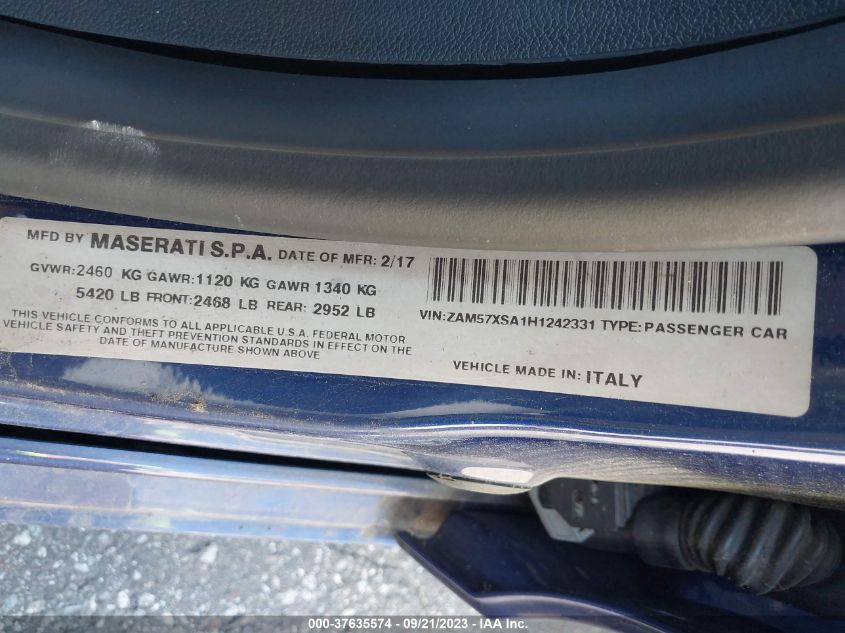 MFD BY MASERATI S.P.A. DATE OF MFR: 2/17
GVWR:2460 KG GAWR:1120 KG GAWR 1340 KG
5420 LB FRONT:2468 LB REAR: 2952 LB
THIS VEHICLE CONFORMS TO ALL APPLICABLE U.S.A. FEDERAL MOTOR
VEHICLE SAFETY AND THEFT PREVENTION STANDARDS IN EFFECT ON THE
DATE OF MANUFACTURE SHOWN ABOVE
VIN:ZAM57XSA1H1242331 TYPE:PASSENGER CAR
VEHICLE MADE IN: ITALY
000-37635574 - 09/21/2023 - IAA Inc.